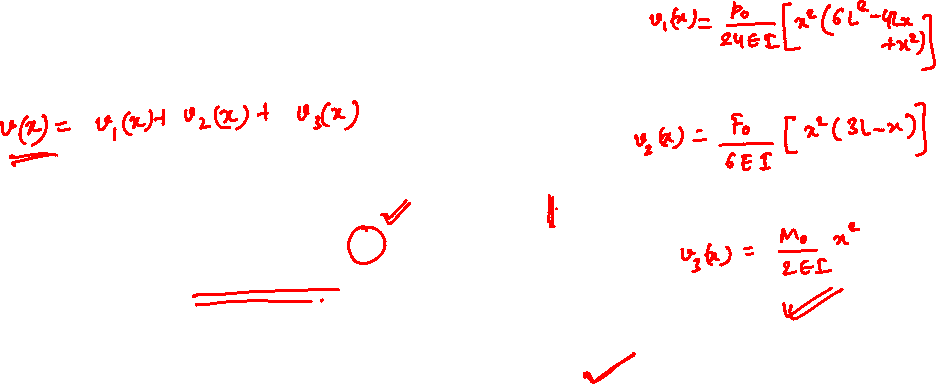 v₁(x) = p₀/24EI [x²(6L²-4Lx+x²)]
v(x) = v₁(x) + v₂(x) + v₃(x)
v₂(x) = F₀/6EI [x²(3L-x)]
v₃(x) = M₀/2EI x²